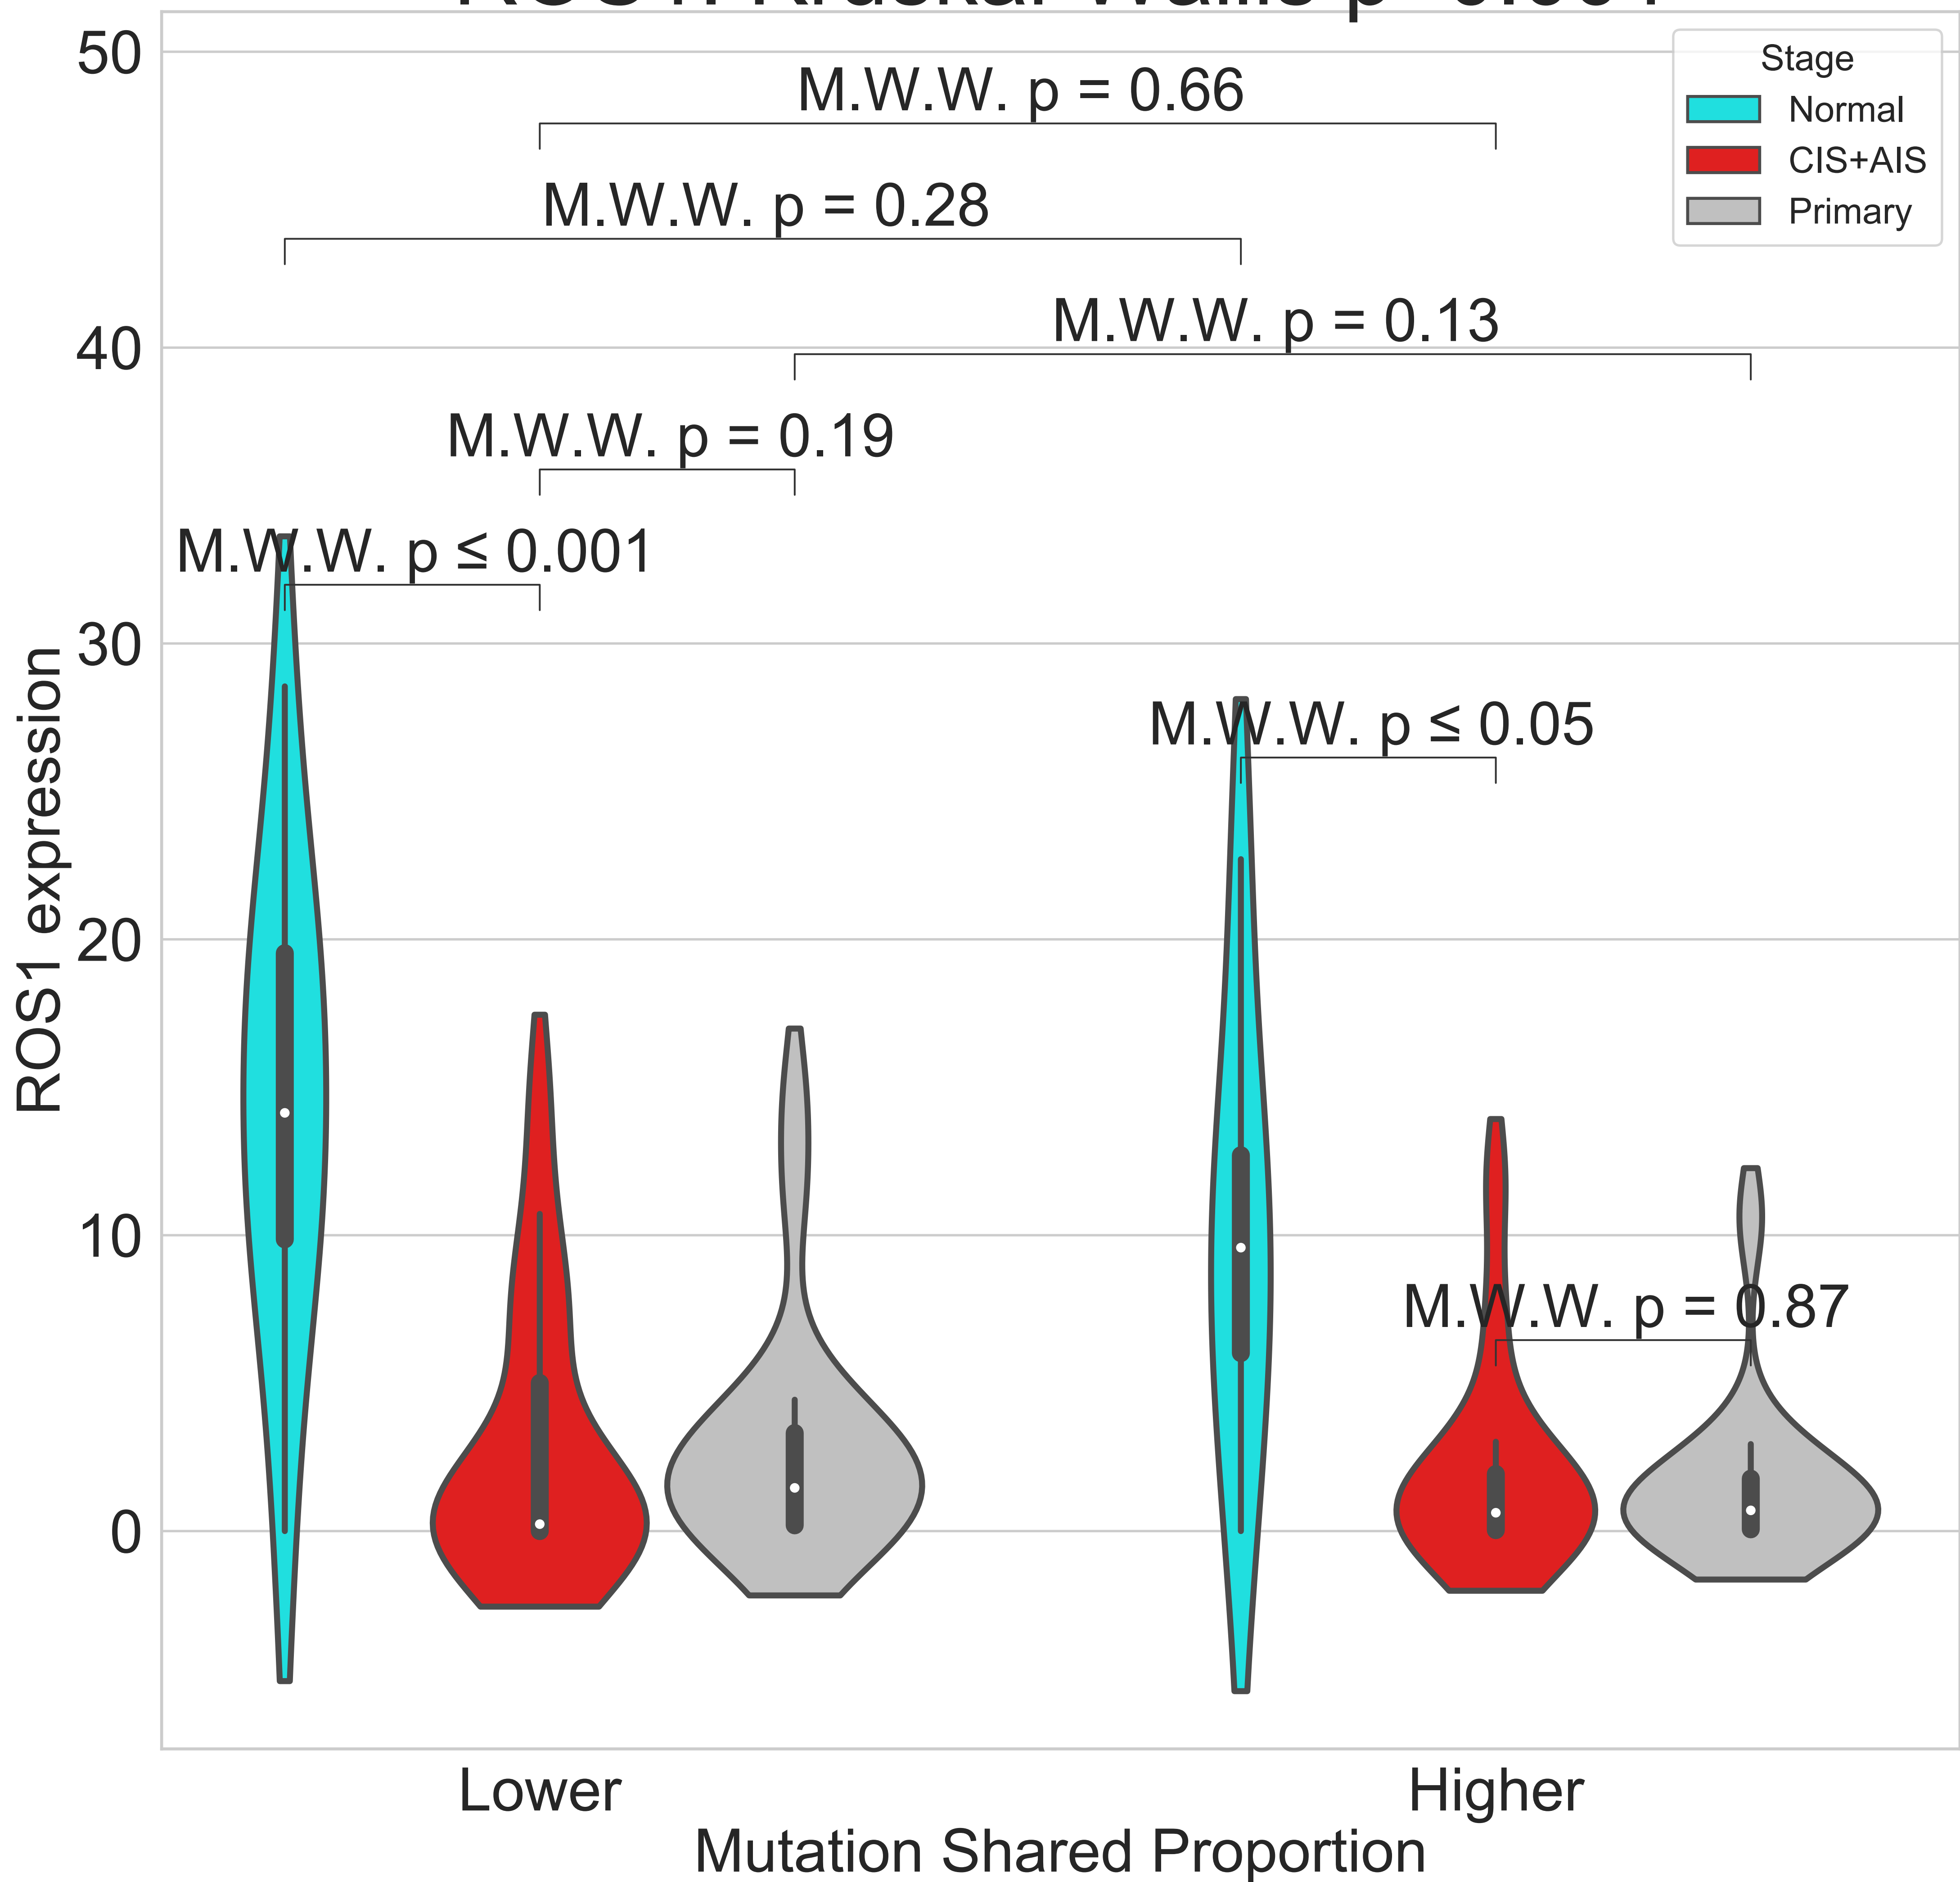 50
Stage
Normal
CIS+AIS
Primary
M.W.W. p = 0.66
M.W.W. p = 0.28
40
M.W.W. p = 0.13
M.W.W. p = 0.19
M.W.W. p ≤ 0.001
30
M.W.W. p ≤ 0.05
ROS1 expression
20
10
M.W.W. p = 0.87
0
Lower
Higher
Mutation Shared Proportion